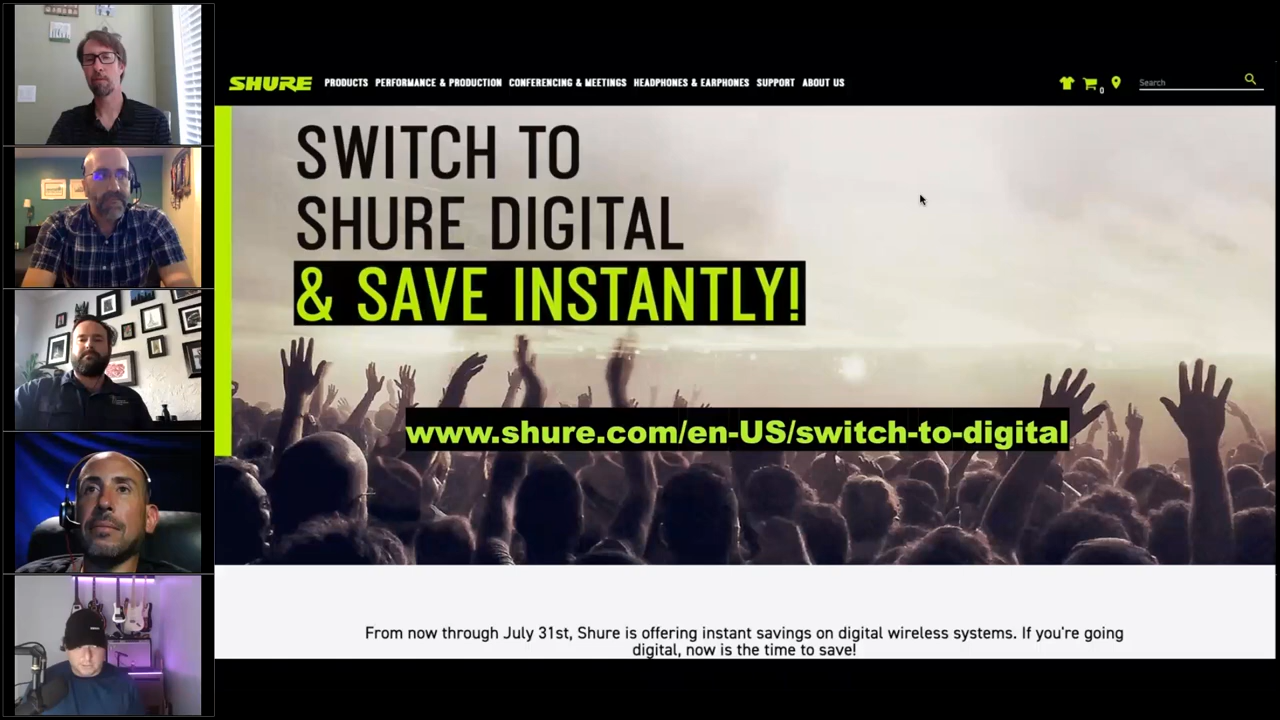 SHURE PRODUCTS PERFORMANCE & PRODUCTION CONFERENCING & MEETINGS HEADPHONES & EARPHONES SUPPORT ABOUT US 0 Search
SWITCH TO
SHURE DIGITAL
& SAVE INSTANTLY!
www.shure.com/en-US/switch-to-digital
From now through July 31st, Shure is offering instant savings on digital wireless systems. If you're going
digital, now is the time to save!